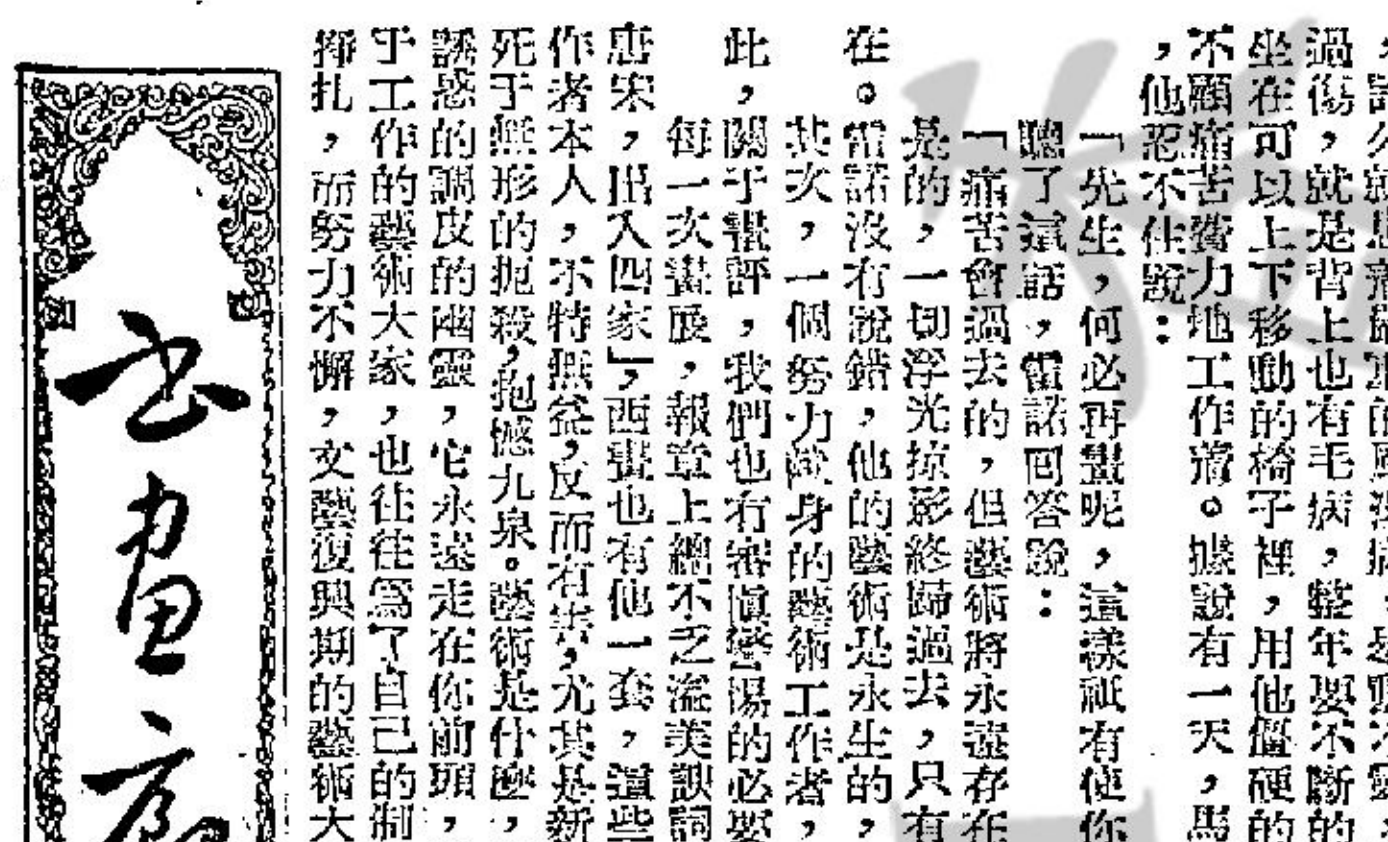 過傷，就是背上也有毛病，整年要不斷的
坐在可以上下移動的椅子裡，用他僵硬的
不顧痛苦費力地工作着。據說有一天，馬
，他忍不住說：
「先生，何必再畫呢，這樣祇有使你
聽了這話，雷諾回答說：
「痛苦會過去的，但藝術將永遠存在
是的，一切浮光掠影終歸過去，只有
在。雷諾沒有說錯，他的藝術是永生的，
其次，一個努力 身的藝術工作者，
此，關于畫評，我們也有審慎發揚的必要
每一次畫展，報章上總不乏溢美諛詞
唐宋，出入四家」，西畫也有他一套，這些
作者本人，不特無益，反而有害，尤其是新
死于無形的扼殺，抱憾九泉。藝術是什麼，
誘惑的調皮的幽靈，它永遠走在你前頭，
于工作的藝術大家，也往往爲了自己的制
掙扎，而努力不懈，文藝復興期的藝術大
书畫